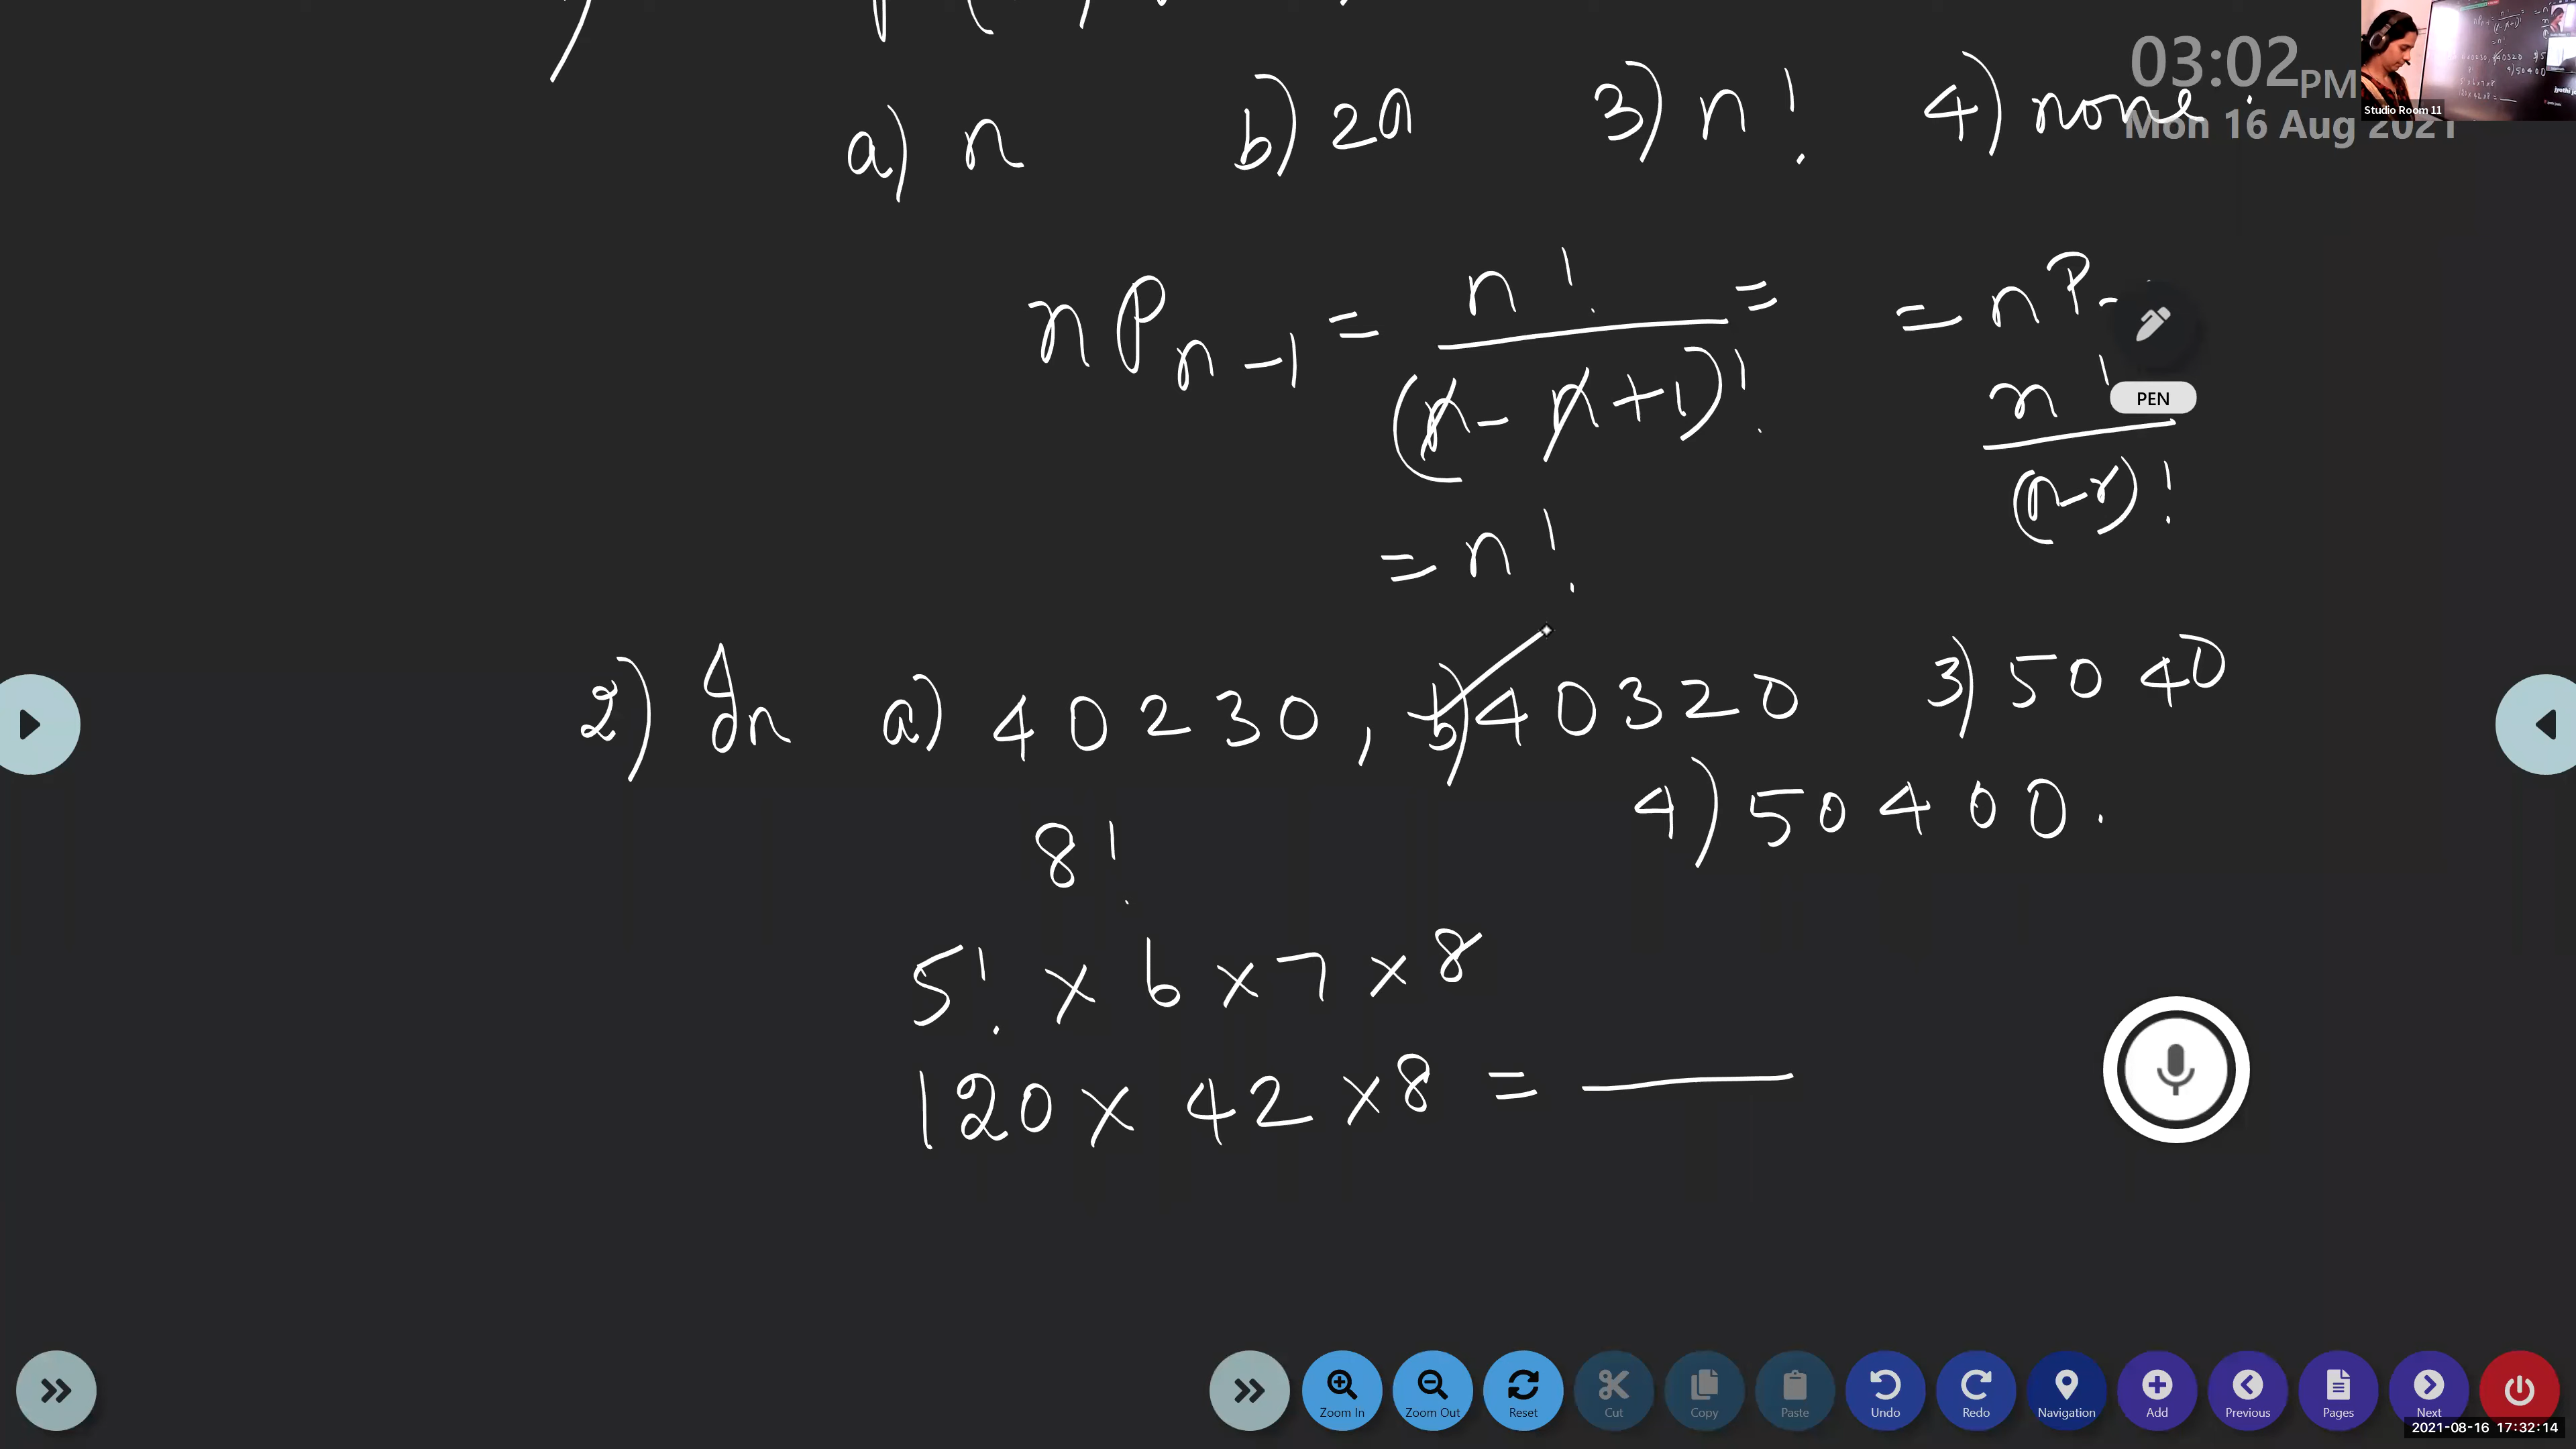 03:02 PM
Mon 16 Aug 2021
Studio Room 11
a) n b) 2n 3) n! 4) none.
nPn-1 = n! / (n - n + 1)! =
= nP
n! / (n-r)!
PEN
= n!
2) In a) 40230, b) 40320 3) 5040
4) 50400.
8!
5! × 6 × 7 × 8
120 × 42 × 8 =
Zoom In Zoom Out Reset Cut Copy Paste Undo Redo Navigation Add Previous Pages Next
2021-08-16 17:32:14